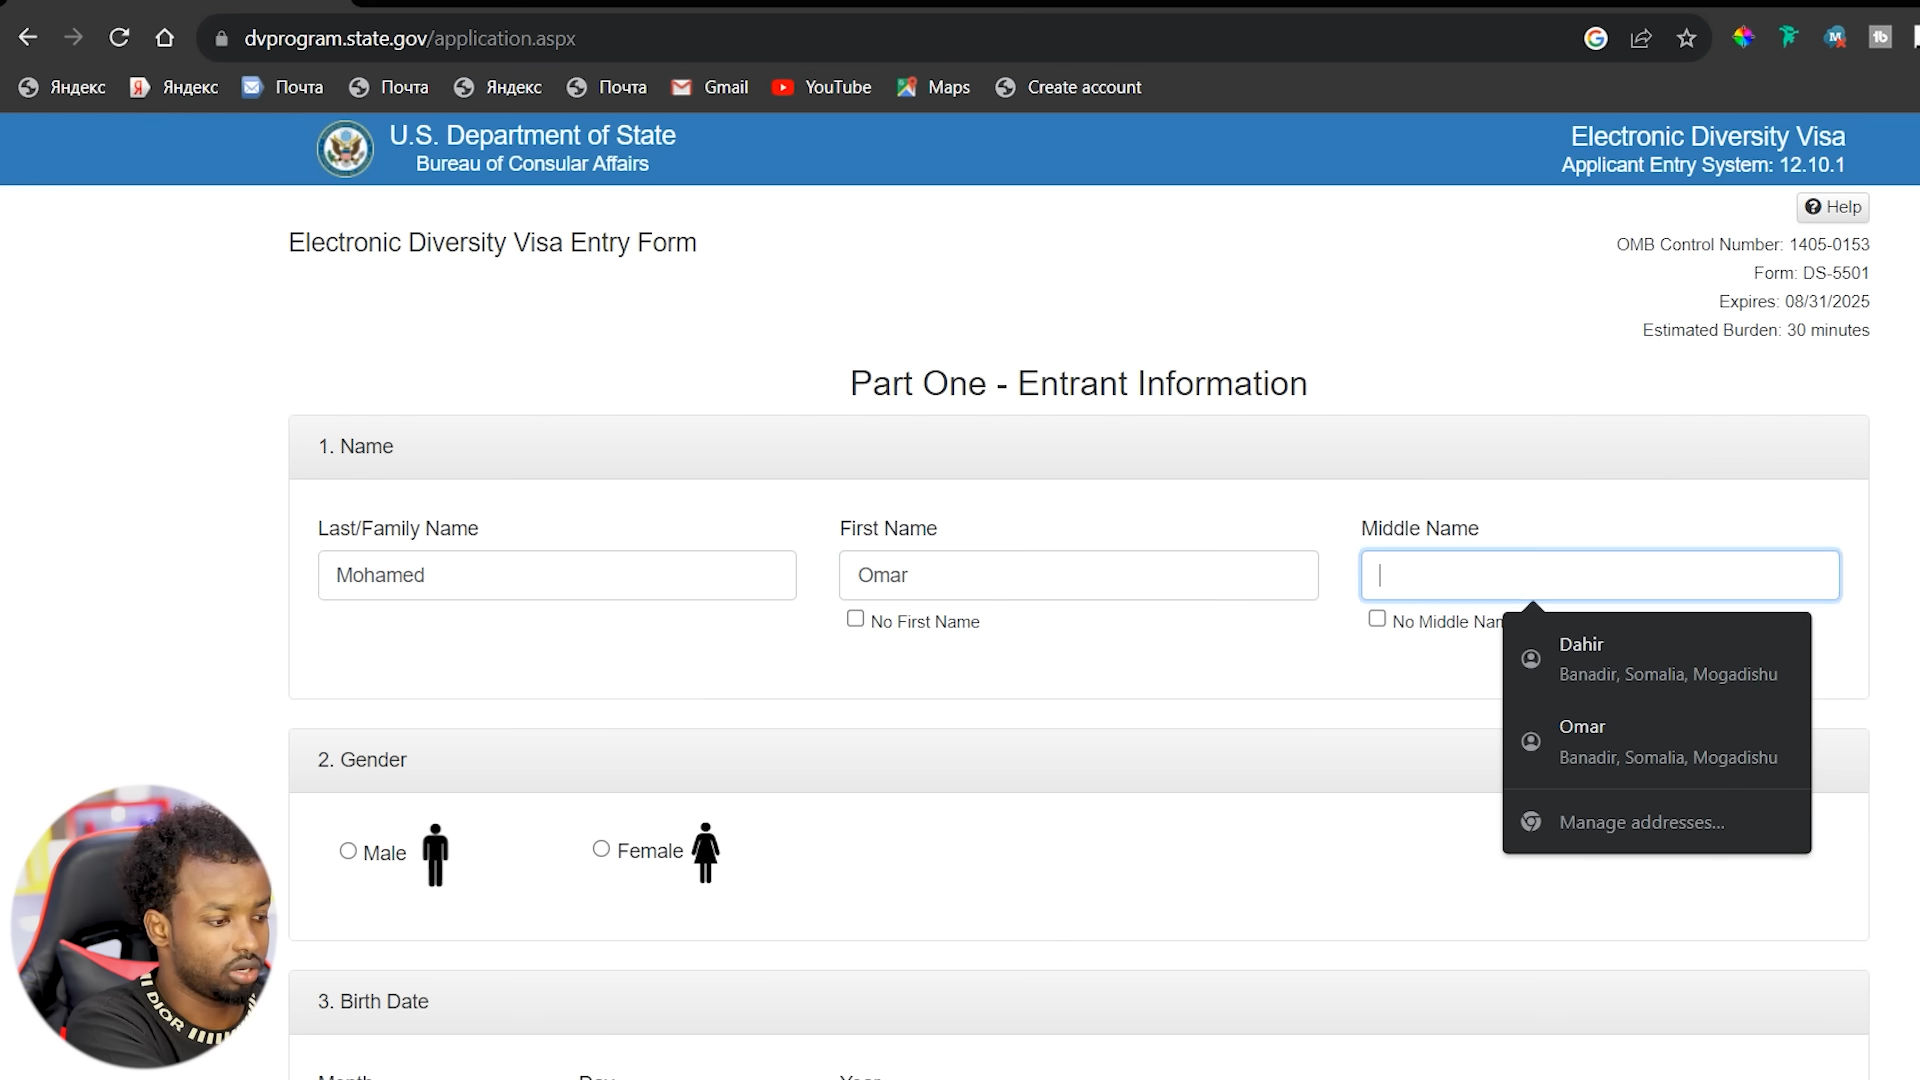 dvprogram.state.gov/application.aspx
Яндекс Яндекс Почта Почта Яндекс Почта Gmail YouTube Maps Create account
U.S. Department of State
Bureau of Consular Affairs
Electronic Diversity Visa
Applicant Entry System: 12.10.1
Help
Electronic Diversity Visa Entry Form
OMB Control Number: 1405-0153
Form: DS-5501
Expires: 08/31/2025
Estimated Burden: 30 minutes
Part One - Entrant Information
1. Name
Last/Family Name First Name Middle Name
Mohamed Omar
No First Name No Middle Nam
Dahir
Banadir, Somalia, Mogadishu
Omar
Banadir, Somalia, Mogadishu
Manage addresses...
2. Gender
Male Female
3. Birth Date
DIOR